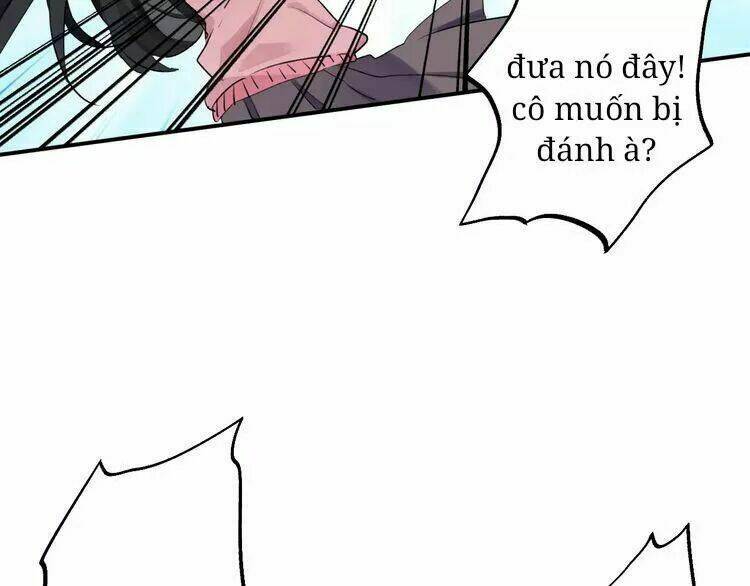 đưa nó đây!
cô muốn bị
đánh à?